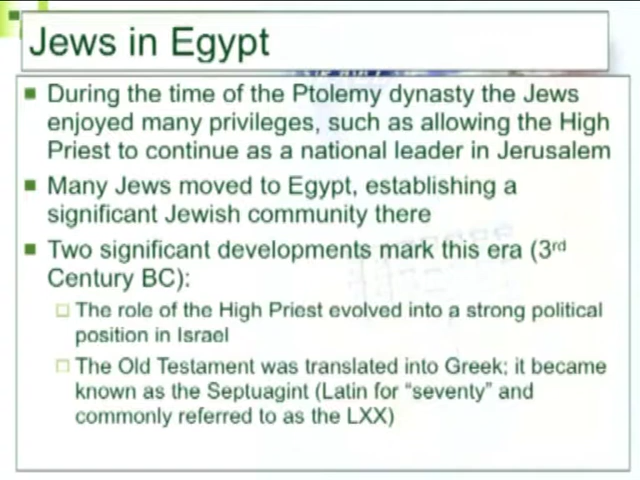 Jews in Egypt
During the time of the Ptolemy dynasty the Jews
enjoyed many privileges, such as allowing the High
Priest to continue as a national leader in Jerusalem
Many Jews moved to Egypt, establishing a
significant Jewish community there
Two significant developments mark this era (3rd
Century BC):
The role of the High Priest evolved into a strong political
position in Israel
The Old Testament was translated into Greek; it became
known as the Septuagint (Latin for "seventy" and
commonly referred to as the LXX)